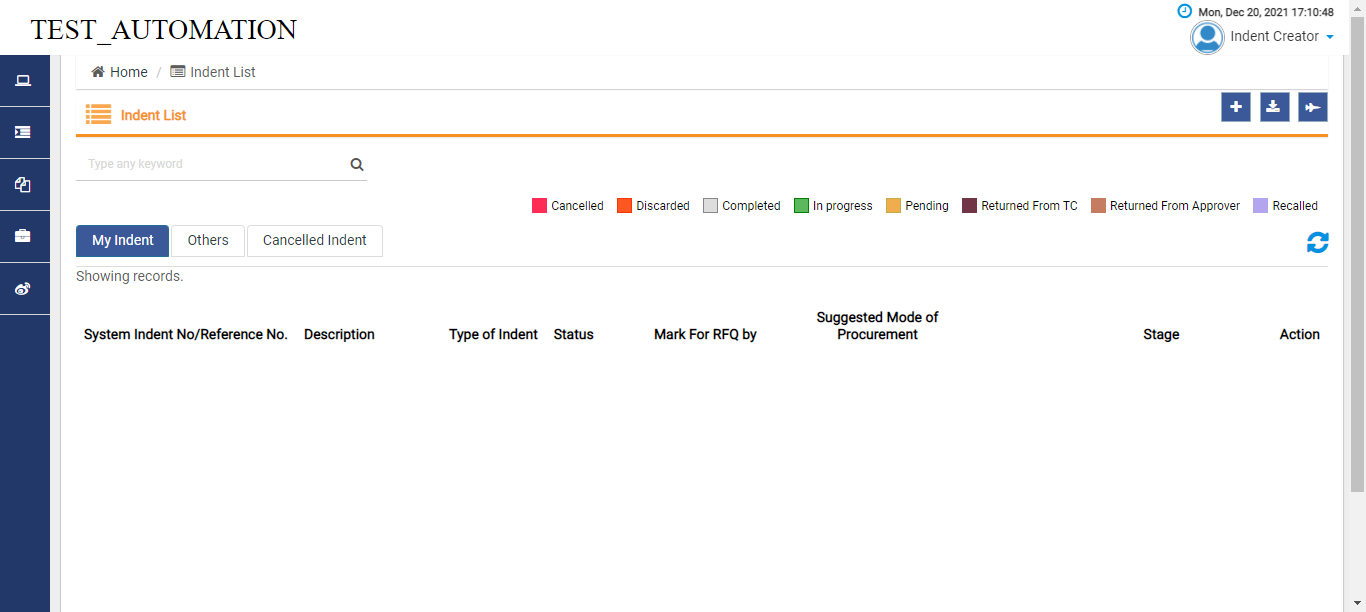 TEST_AUTOMATION
Mon, Dec 20, 2021 17:10:48
Indent Creator
Home / Indent List
Indent List
Type any keyword
Cancelled Discarded Completed In progress Pending Returned From TC Returned From Approver Recalled
My Indent Others Cancelled Indent
Showing records.
System Indent No/Reference No. Description Type of Indent Status Mark For RFQ by Suggested Mode of Procurement Stage Action